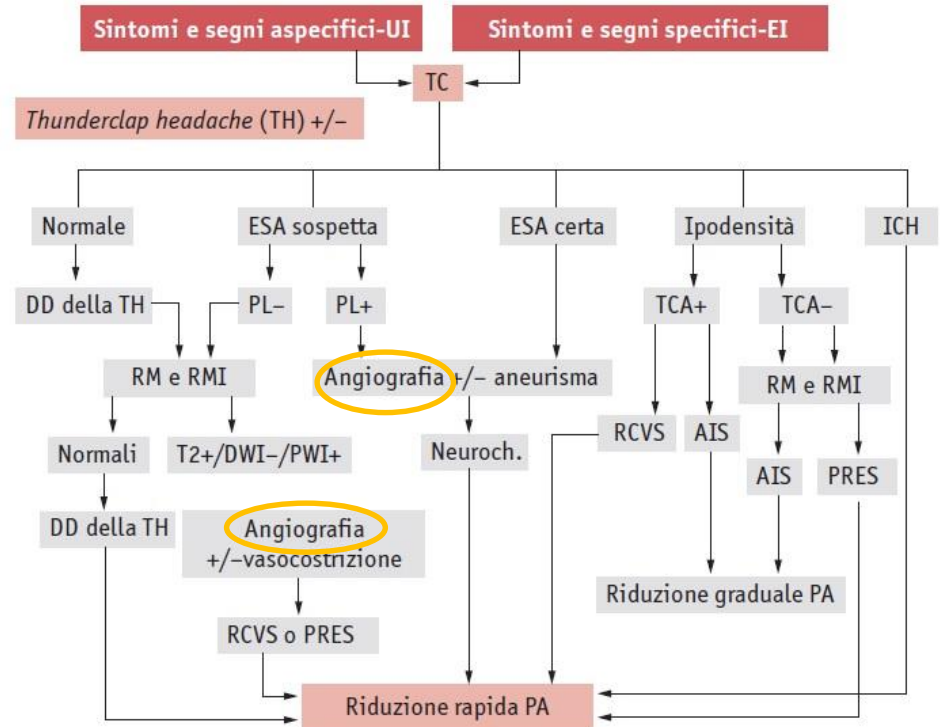 Sintomi e segni aspecifici-UI
Sintomi e segni specifici-EI
TC
Thunderclap headache (TH) +/–
Normale
ESA sospetta
ESA certa
Ipodensità
ICH
DD della TH
PL–
PL+
TCA+
TCA–
RM e RMI
Angiografia +/– aneurisma
RM e RMI
Normali
T2+/DWI–/PWI+
Neuroch.
RCVS
AIS
AIS
PRES
DD della TH
Angiografia
+/–vasocostrizione
Riduzione graduale PA
RCVS o PRES
Riduzione rapida PA